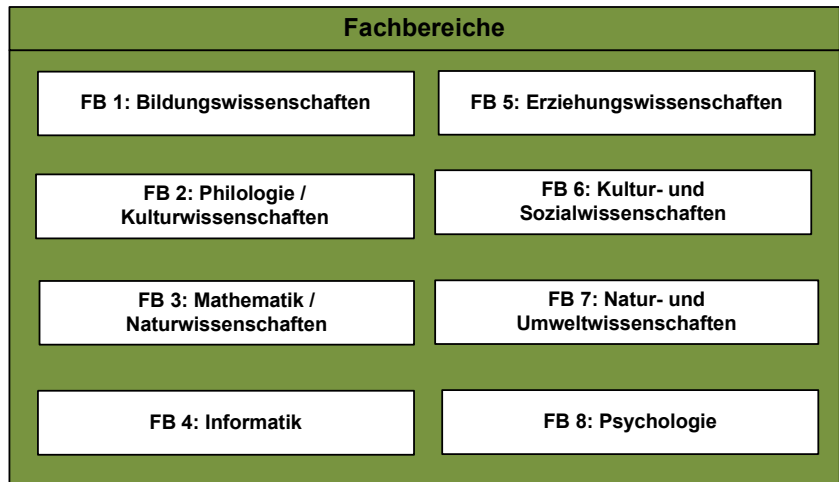 Fachbereiche
FB 1: Bildungswissenschaften
FB 5: Erziehungswissenschaften
FB 2: Philologie /
Kulturwissenschaften
FB 6: Kultur- und
Sozialwissenschaften
FB 3: Mathematik /
Naturwissenschaften
FB 7: Natur- und
Umweltwissenschaften
FB 4: Informatik
FB 8: Psychologie